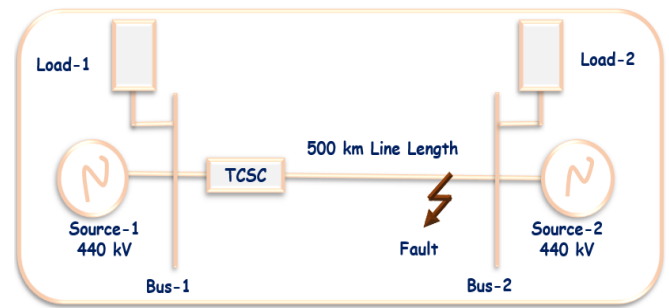 Load-1
Load-2
500 km Line Length
TCSC
Source-1
440 kV
Fault
Source-2
440 kV
Bus-1
Bus-2